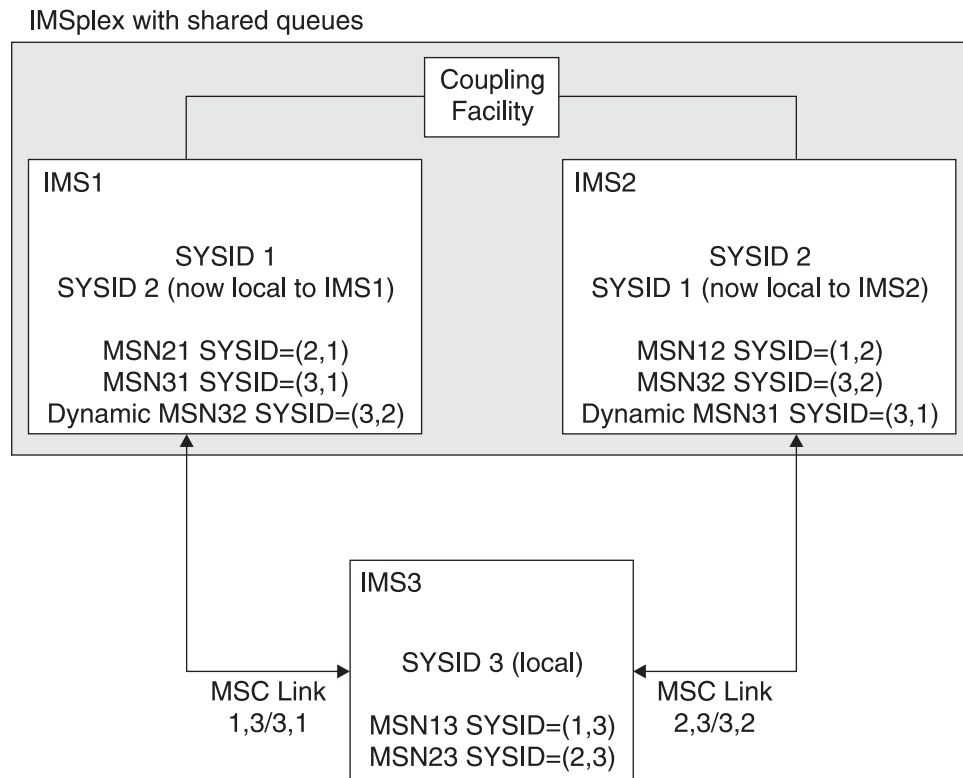 IMSplex with shared queues
Coupling
Facility
IMS1
SYSID 1
SYSID 2 (now local to IMS1)
MSN21 SYSID=(2,1)
MSN31 SYSID=(3,1)
Dynamic MSN32 SYSID=(3,2)
IMS2
SYSID 2
SYSID 1 (now local to IMS2)
MSN12 SYSID=(1,2)
MSN32 SYSID=(3,2)
Dynamic MSN31 SYSID=(3,1)
MSC Link
1,3/3,1
IMS3
SYSID 3 (local)
MSN13 SYSID=(1,3)
MSN23 SYSID=(2,3)
MSC Link
2,3/3,2